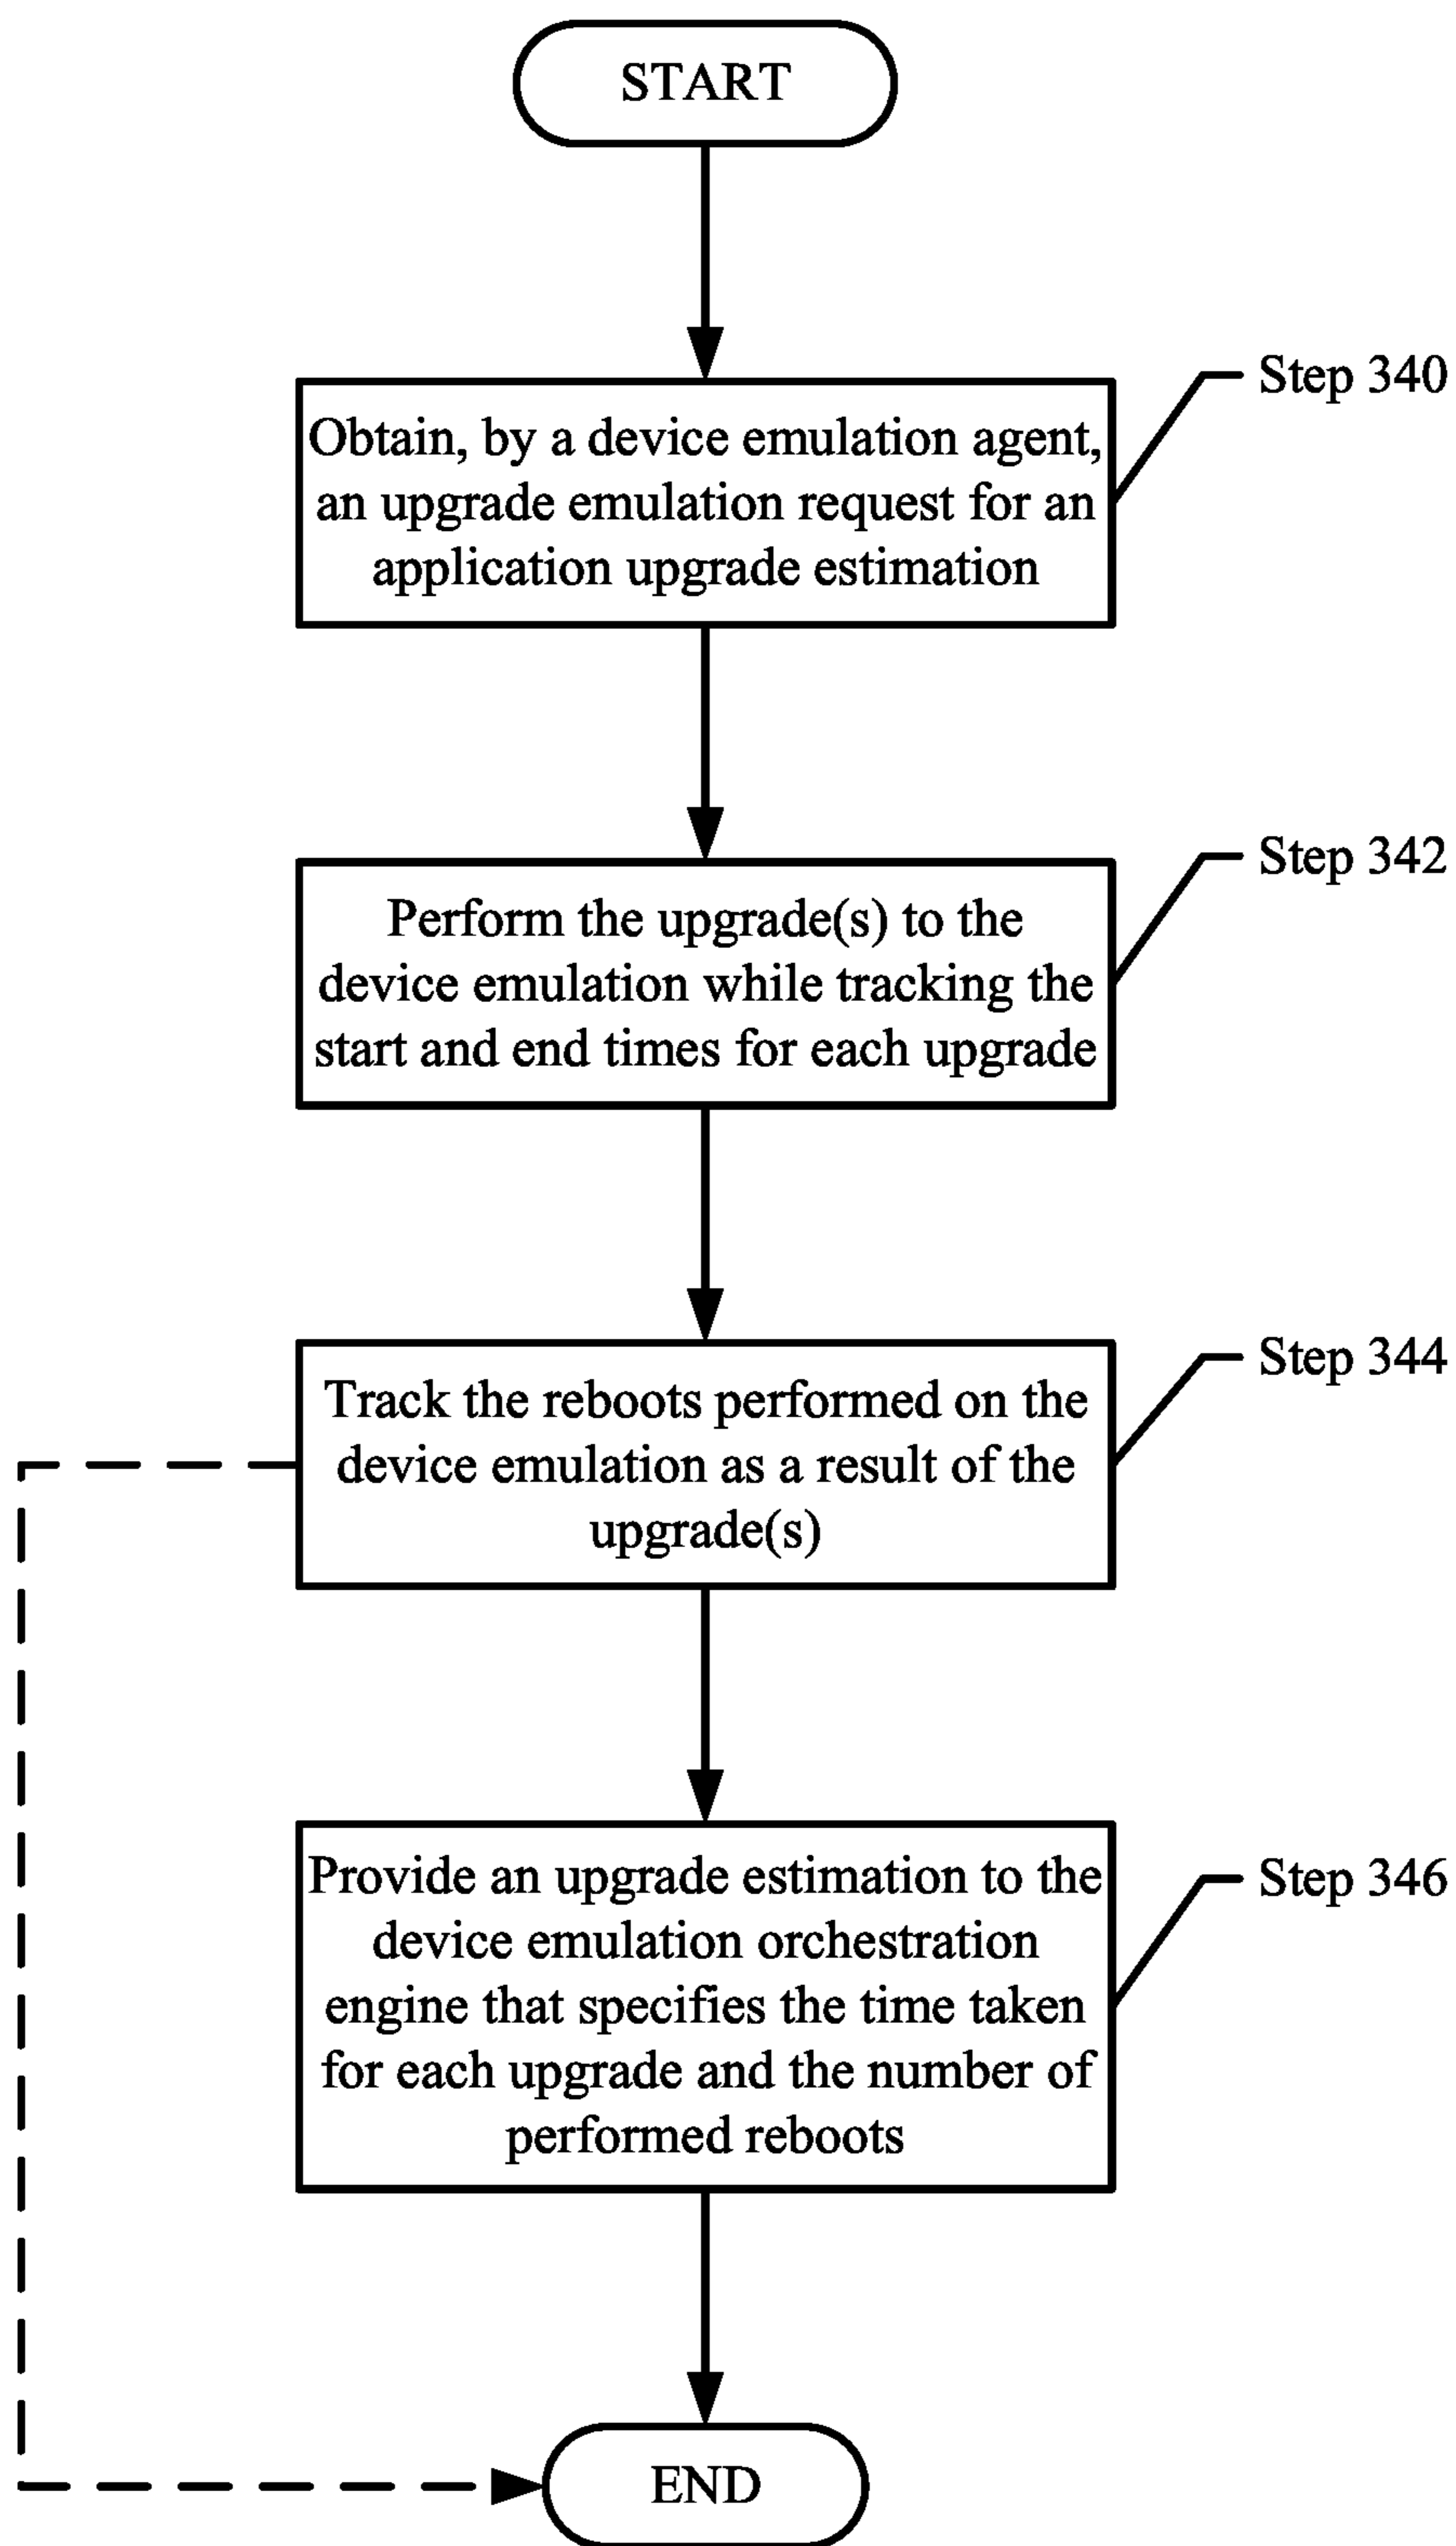 START
Step 340
Obtain, by a device emulation agent,
an upgrade emulation request for an
application upgrade estimation
Step 342
Perform the upgrade(s) to the
device emulation while tracking the
start and end times for each upgrade
Step 344
Track the reboots performed on the
device emulation as a result of the
upgrade(s)
Step 346
Provide an upgrade estimation to the
device emulation orchestration
engine that specifies the time taken
for each upgrade and the number of
performed reboots
END